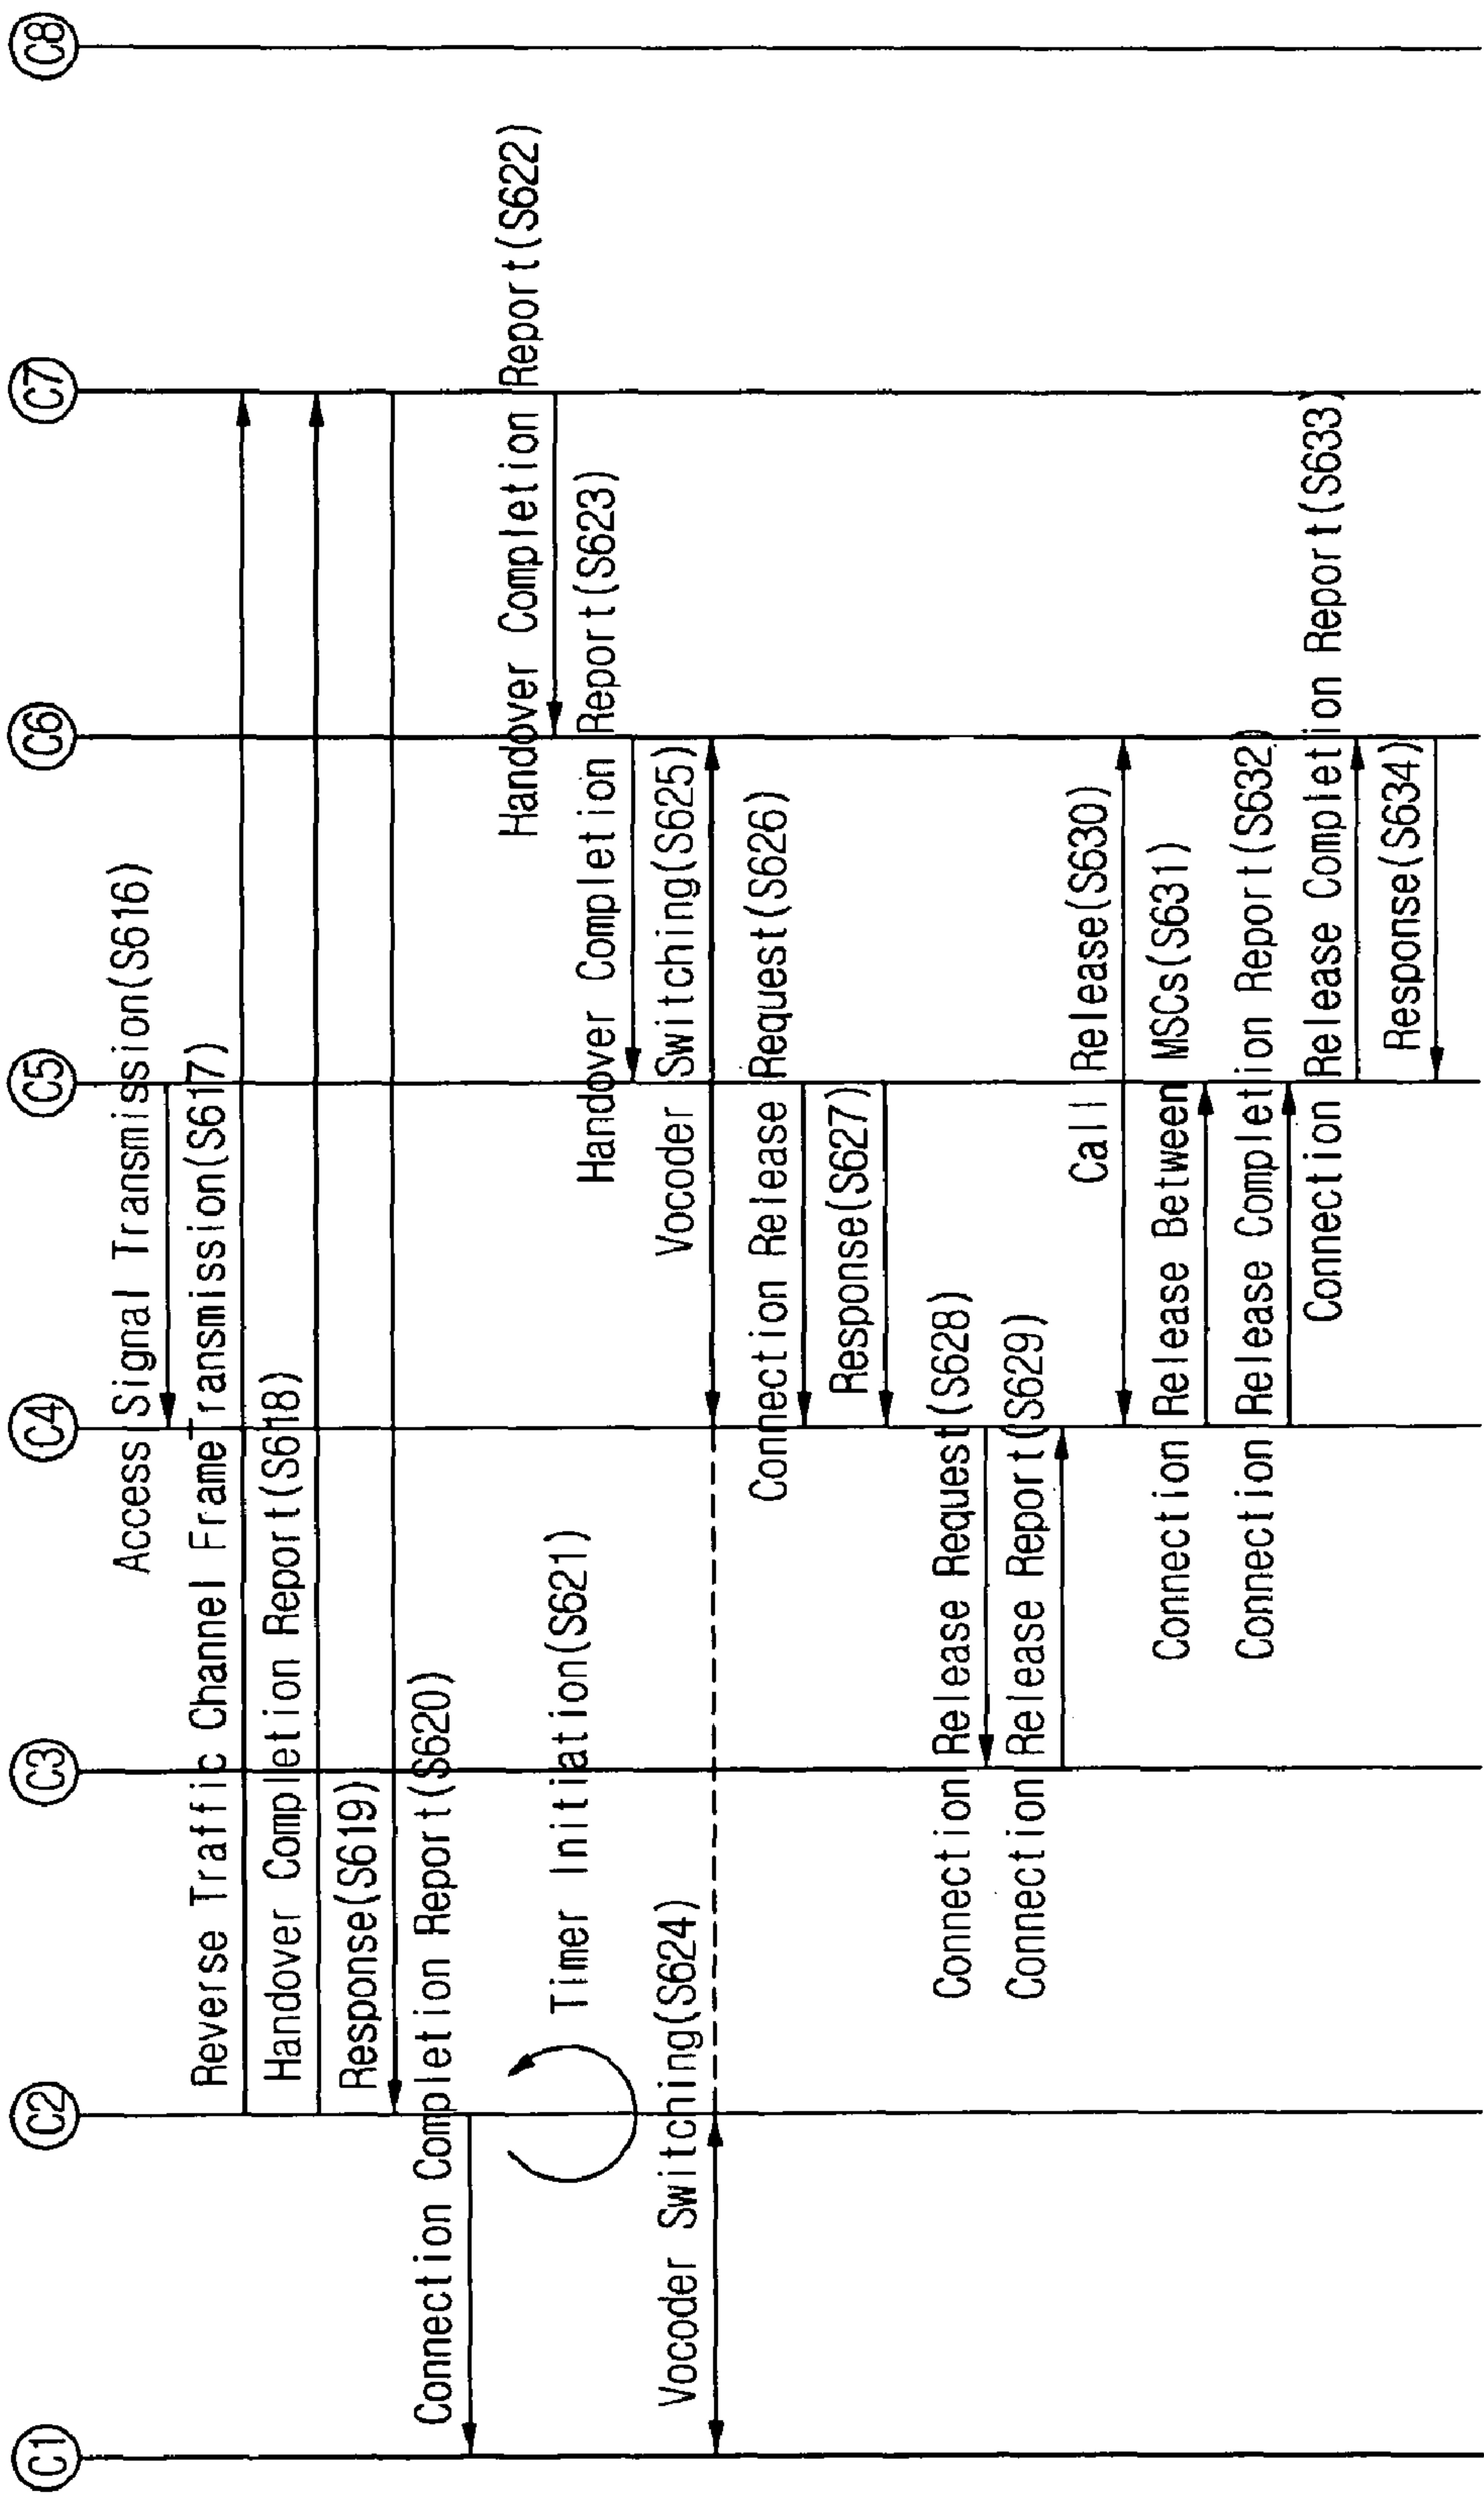 C1
C2
C3
C4
C5
C6
C7
C8
Access Signal Transmission(S616)
Reverse Traffic Channel Frame Transmission(S617)
Handover Completion Report(S618)
Response(S619)
Connection Completion Report(S620)
Timer Initiation(S621)
Handover Completion Report(S622)
Handover Completion Report(S623)
Vocoder Switching(S624)
Vocoder Switching(S625)
Connection Release Request(S626)
Response(S627)
Connection Release Request(S628)
Connection Release Report(S629)
Call Release(S630)
Connection Release Between MSCs(S631)
Connection Release Completion Report(S632)
Connection Release Completion Report(S633)
Response(S634)